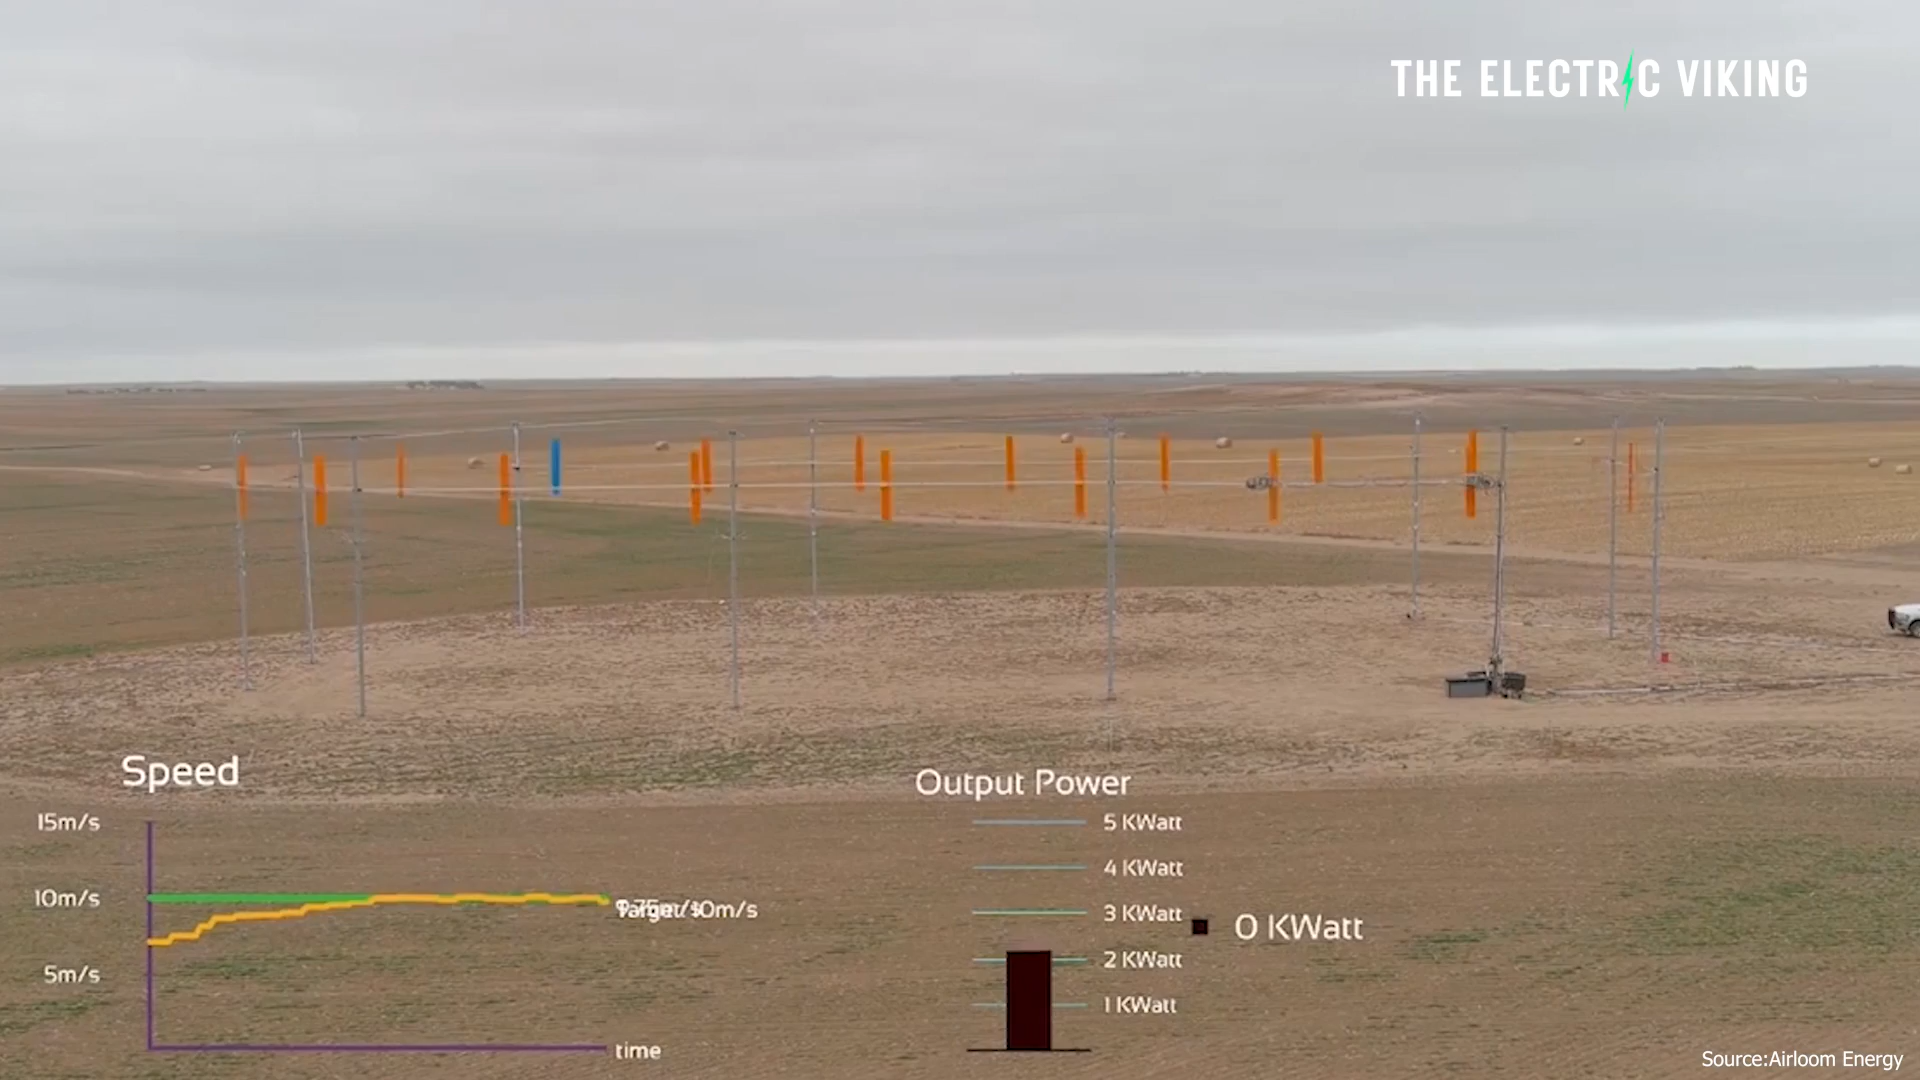 THE ELECTRIC VIKING
Speed
15m/s
10m/s
5m/s
time
Output Power
5 KWatt
4 KWatt
3 KWatt
2 KWatt
1 KWatt
0 KWatt
Source:Airloom Energy